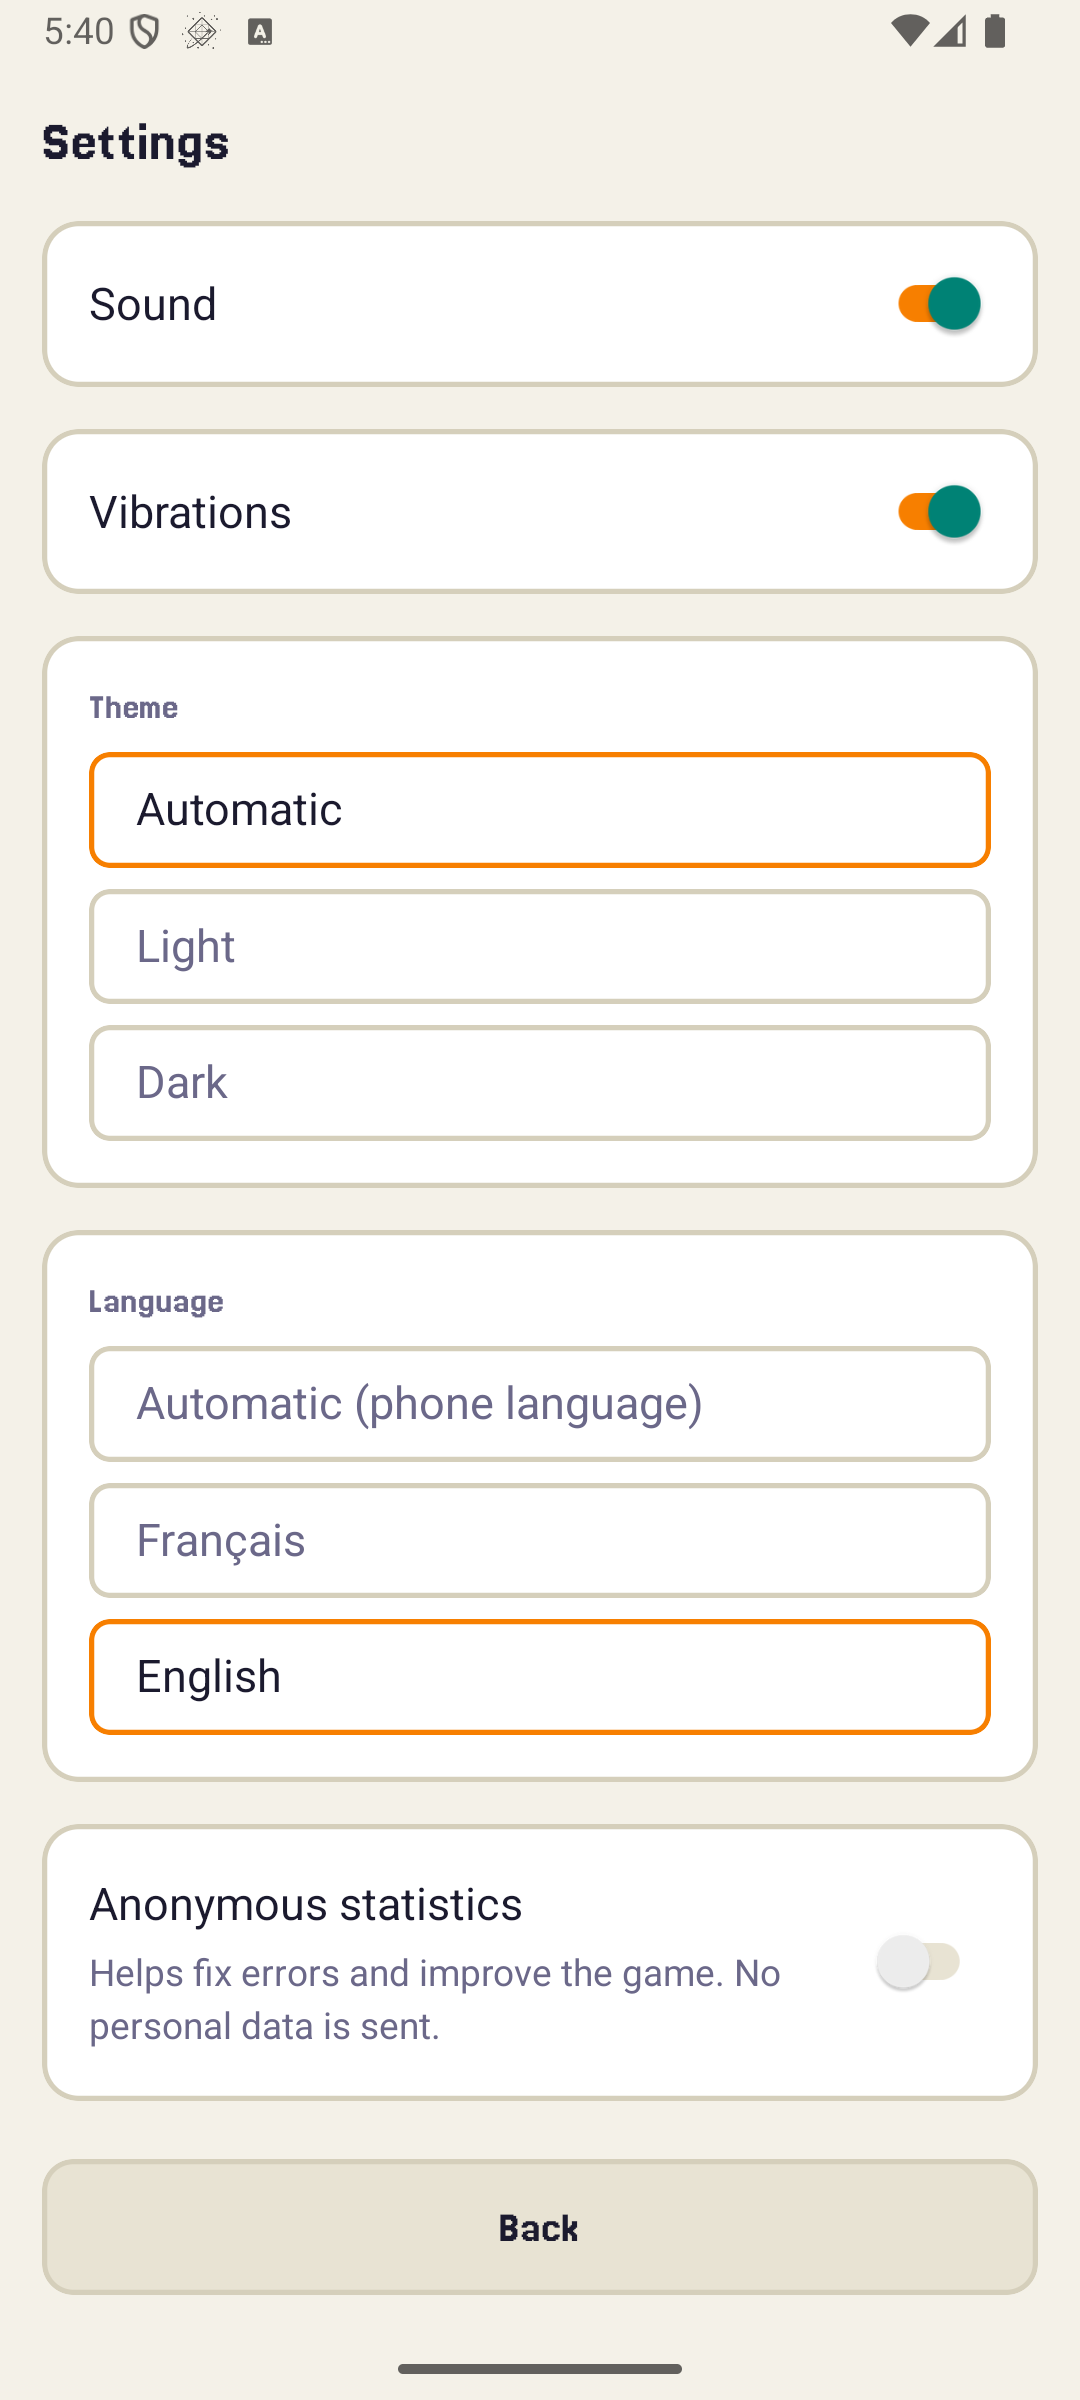 5:40
Settings
Sound
Vibrations
Theme
Automatic
Light
Dark
Language
Automatic (phone language)
Français
English
Anonymous statistics
Helps fix errors and improve the game. No
personal data is sent.
Back